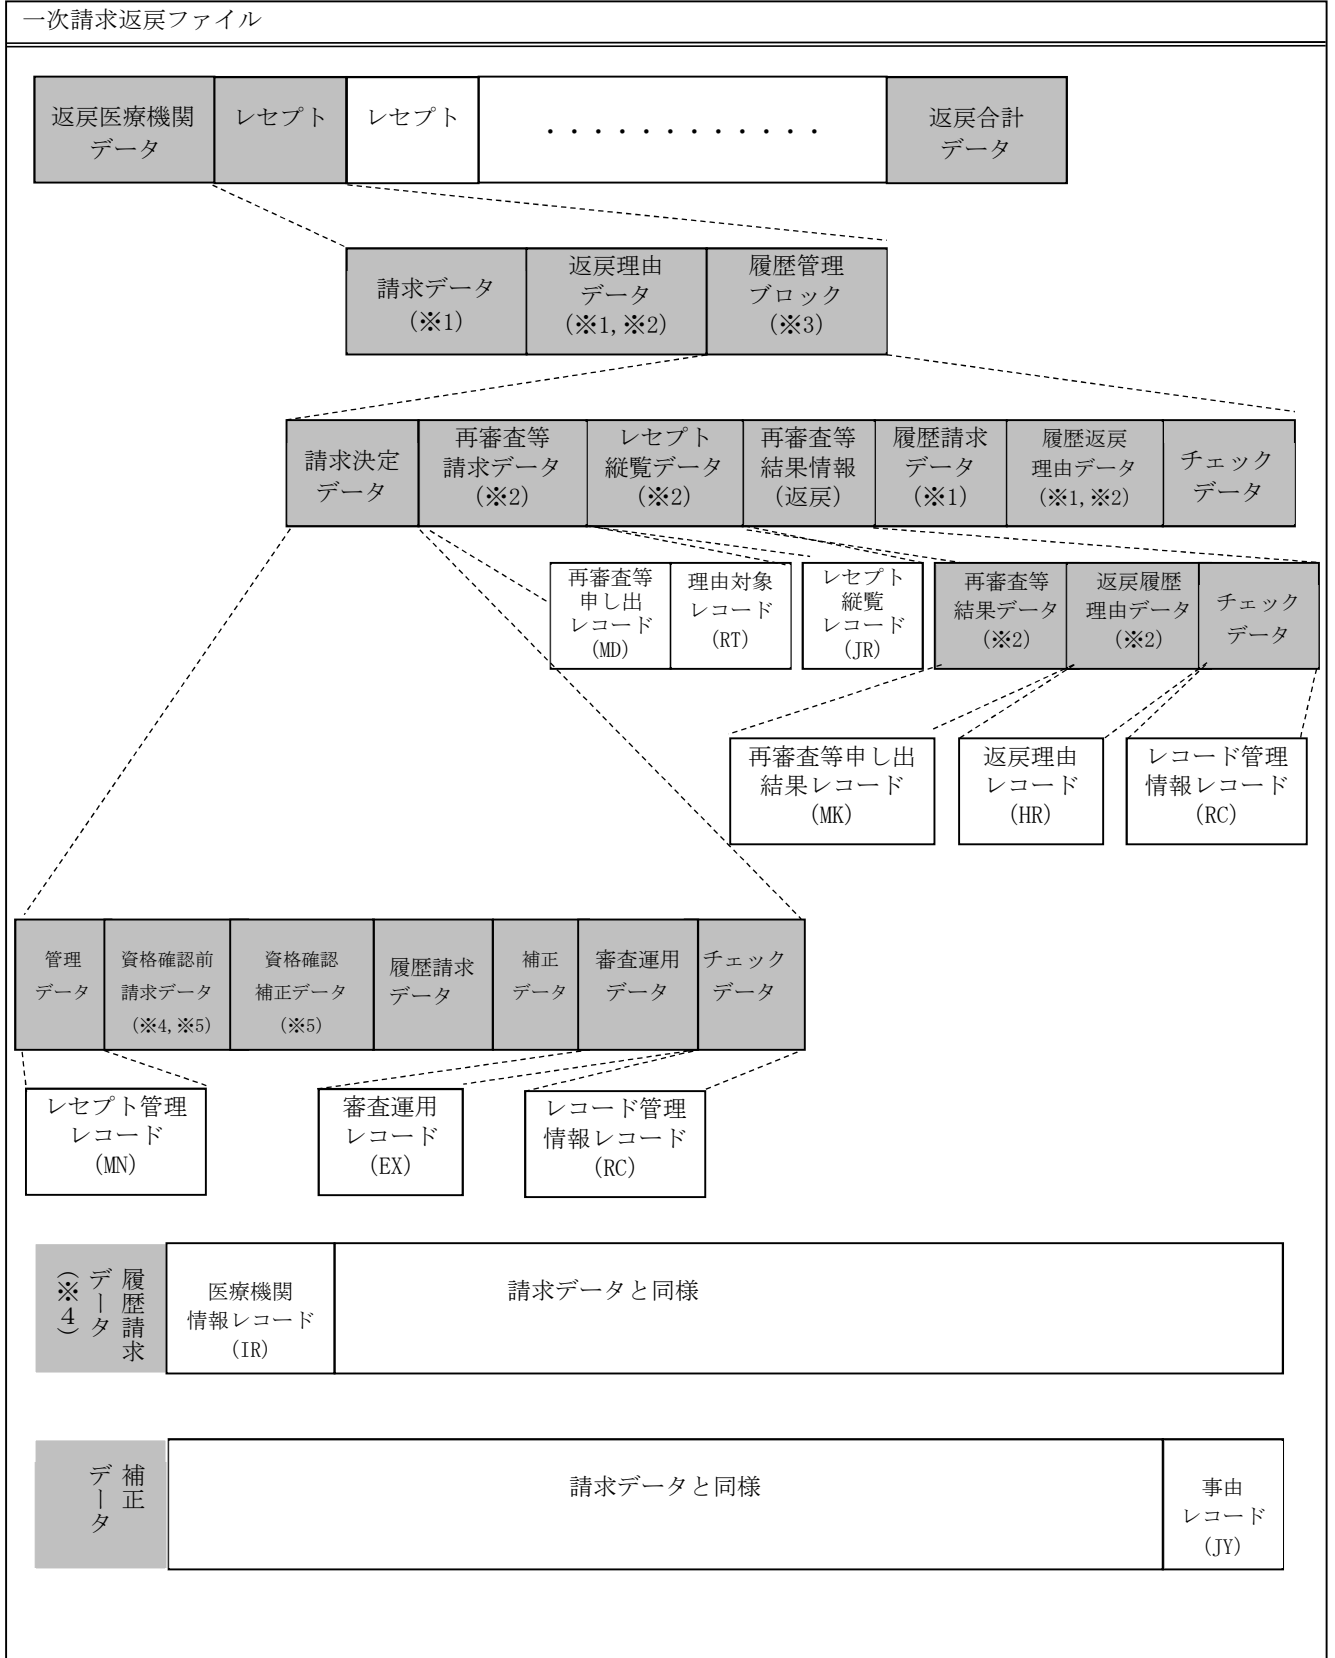 一次請求返戻ファイル
返戻医療機関
データ
レセプト
レセプト
・・・・・・・・・・・・
返戻合計
データ
請求データ
(※1)
返戻理由
データ
(※1,※2)
履歴管理
ブロック
(※3)
請求決定
データ
再審査等
請求データ
(※2)
レセプト
縦覧データ
(※2)
再審査等
結果情報
(返戻)
履歴請求
データ
(※1)
履歴返戻
理由データ
(※1,※2)
チェック
データ
再審査等
申し出
レコード
(MD)
理由対象
レコード
(RT)
レセプト
縦覧
レコード
(JR)
再審査等
結果データ
(※2)
返戻履歴
理由データ
(※2)
チェック
データ
再審査等申し出
結果レコード
(MK)
返戻理由
レコード
(HR)
レコード管理
情報レコード
(RC)
管理
データ
資格確認前
請求データ
(※4,※5)
資格確認
補正データ
(※5)
履歴請求
データ
補正
データ
審査運用
データ
チェック
データ
レセプト管理
レコード
(MN)
審査運用
レコード
(EX)
レコード管理
情報レコード
(RC)
履歴請求
データ
(※4)
医療機関
情報レコード
(IR)
請求データと同様
補正
データ
請求データと同様
事由
レコード
(JY)